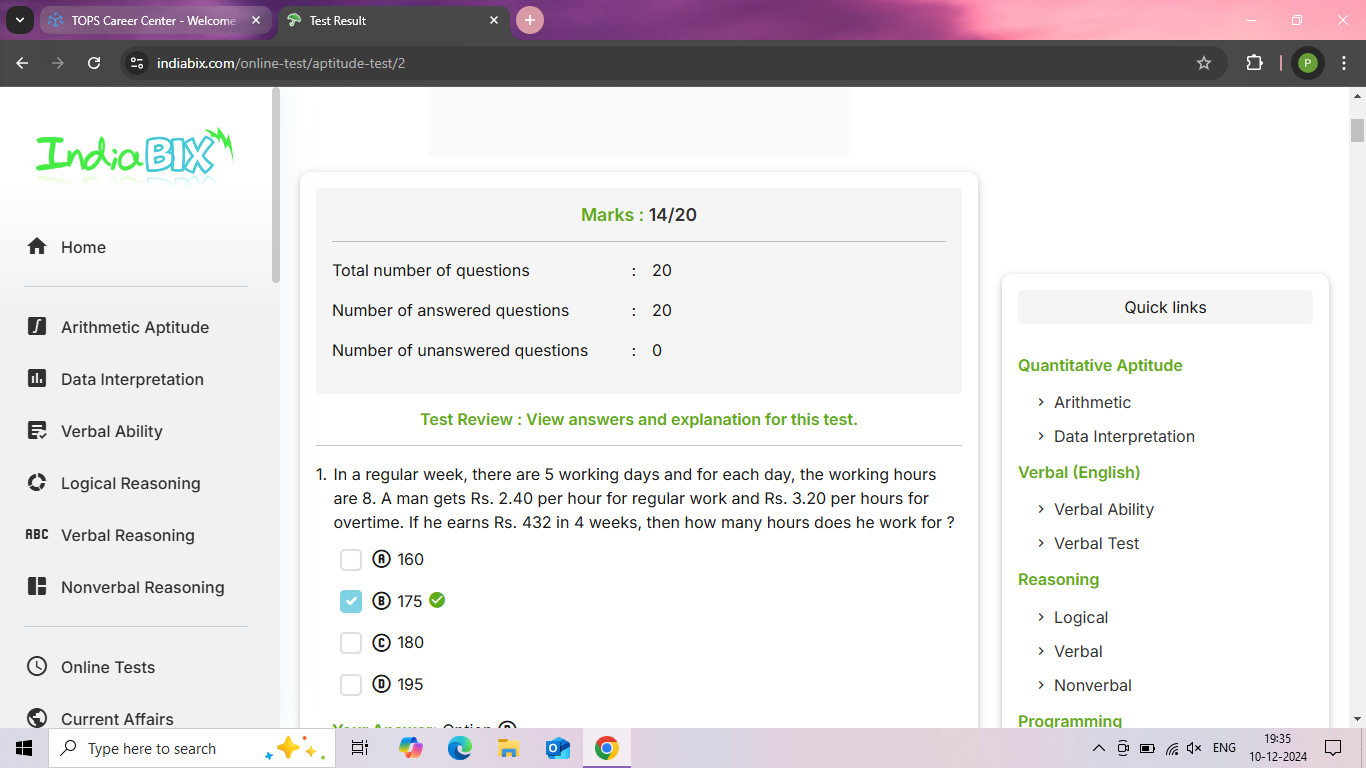 TOPS Career Center - Welcome
Test Result
indiabix.com/online-test/aptitude-test/2
P
IndiaBIX
Home
Arithmetic Aptitude
Data Interpretation
Verbal Ability
Logical Reasoning
ABC Verbal Reasoning
Nonverbal Reasoning
Online Tests
Current Affairs
Marks : 14/20
Total number of questions : 20
Number of answered questions : 20
Number of unanswered questions : 0
Test Review : View answers and explanation for this test.
1. In a regular week, there are 5 working days and for each day, the working hours
are 8. A man gets Rs. 2.40 per hour for regular work and Rs. 3.20 per hours for
overtime. If he earns Rs. 432 in 4 weeks, then how many hours does he work for ?
A 160
B 175
C 180
D 195
Your Answer: Option B
Quick links
Quantitative Aptitude
Arithmetic
Data Interpretation
Verbal (English)
Verbal Ability
Verbal Test
Reasoning
Logical
Verbal
Nonverbal
Programming
Type here to search
ENG
19:35
10-12-2024